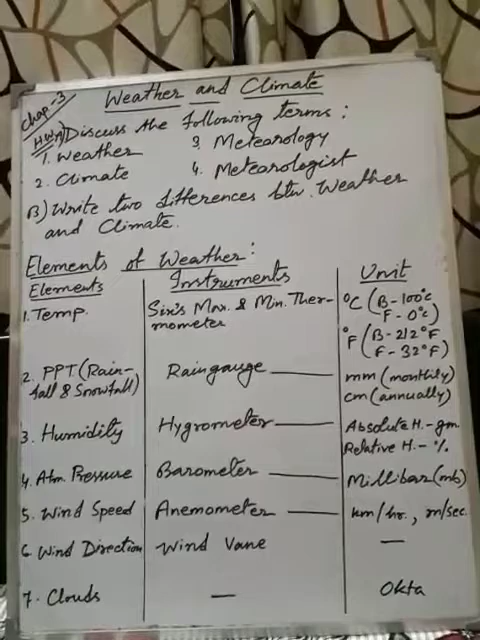 Chap-3
Weather and Climate
H.W. A) Discuss the following terms:
1. Weather 3. Meteorology
2. Climate 4. Meteorologist
B) Write two differences btw. Weather
and Climate.
Elements of Weather:
Elements Instruments Unit
1. Temp. Six's Max. & Min. Ther-
mometer
°C (B-100°C
F-0°C)
°F (B-212°F
F-32°F)
2. PPT (Rain-
fall & Snowfall) Raingauge mm (monthly)
cm (annually)
3. Humidity Hygrometer Absolute H.-gm.
Relative H.-%
4. Atm. Pressure Barometer Millibar (mb)
5. Wind Speed Anemometer km/hr., m/sec.
6. Wind Direction Wind Vane —
7. Clouds — Okta